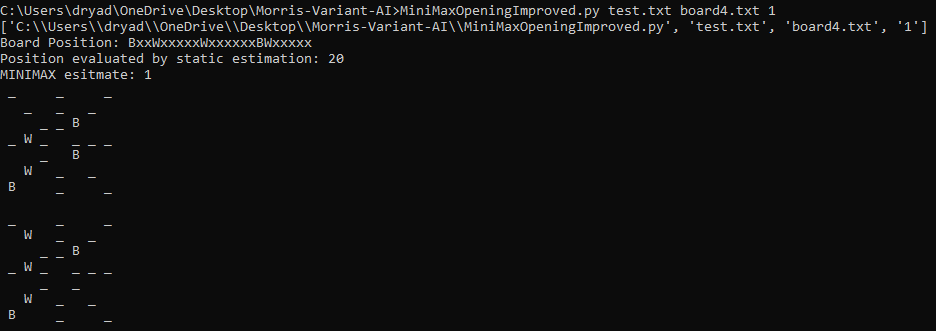 C:\Users\dryad\OneDrive\Desktop\Morris-Variant-AI>MiniMaxOpeningImproved.py test.txt board4.txt 1
['C:\\Users\\dryad\\OneDrive\\Desktop\\Morris-Variant-AI\\MiniMaxOpeningImproved.py', 'test.txt', 'board4.txt', '1']
Board Position: BxxWxxxxxWxxxxxxBWxxxxx
Position evaluated by static estimation: 20
MINIMAX esitmate: 1
 _     _     _
   _   _  _
     _ _ B
_ W _   _ _ _
    _    B
  W    _   _
B      _     _
 _     _     _
  W    _  _
     _ _ B
_ W _   _ _ _
    _    _
  W    _   _
B      _     _